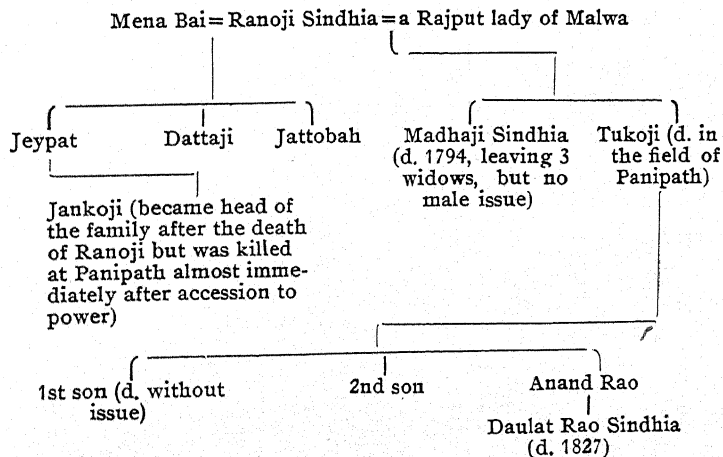 Mena Bai=Ranoji Sindhia=a Rajput lady of Malwa
Jeypat Dattaji Jattobah
Madhaji Sindhia
(d. 1794, leaving 3
widows, but no
male issue)
Tukoji (d. in
the field of
Panipath)
Jankoji (became head of
the family after the death
of Ranoji but was killed
at Panipath almost imme-
diately after accession to
power)
1st son (d. without
issue)
2nd son
Anand Rao
Daulat Rao Sindhia
(d. 1827)